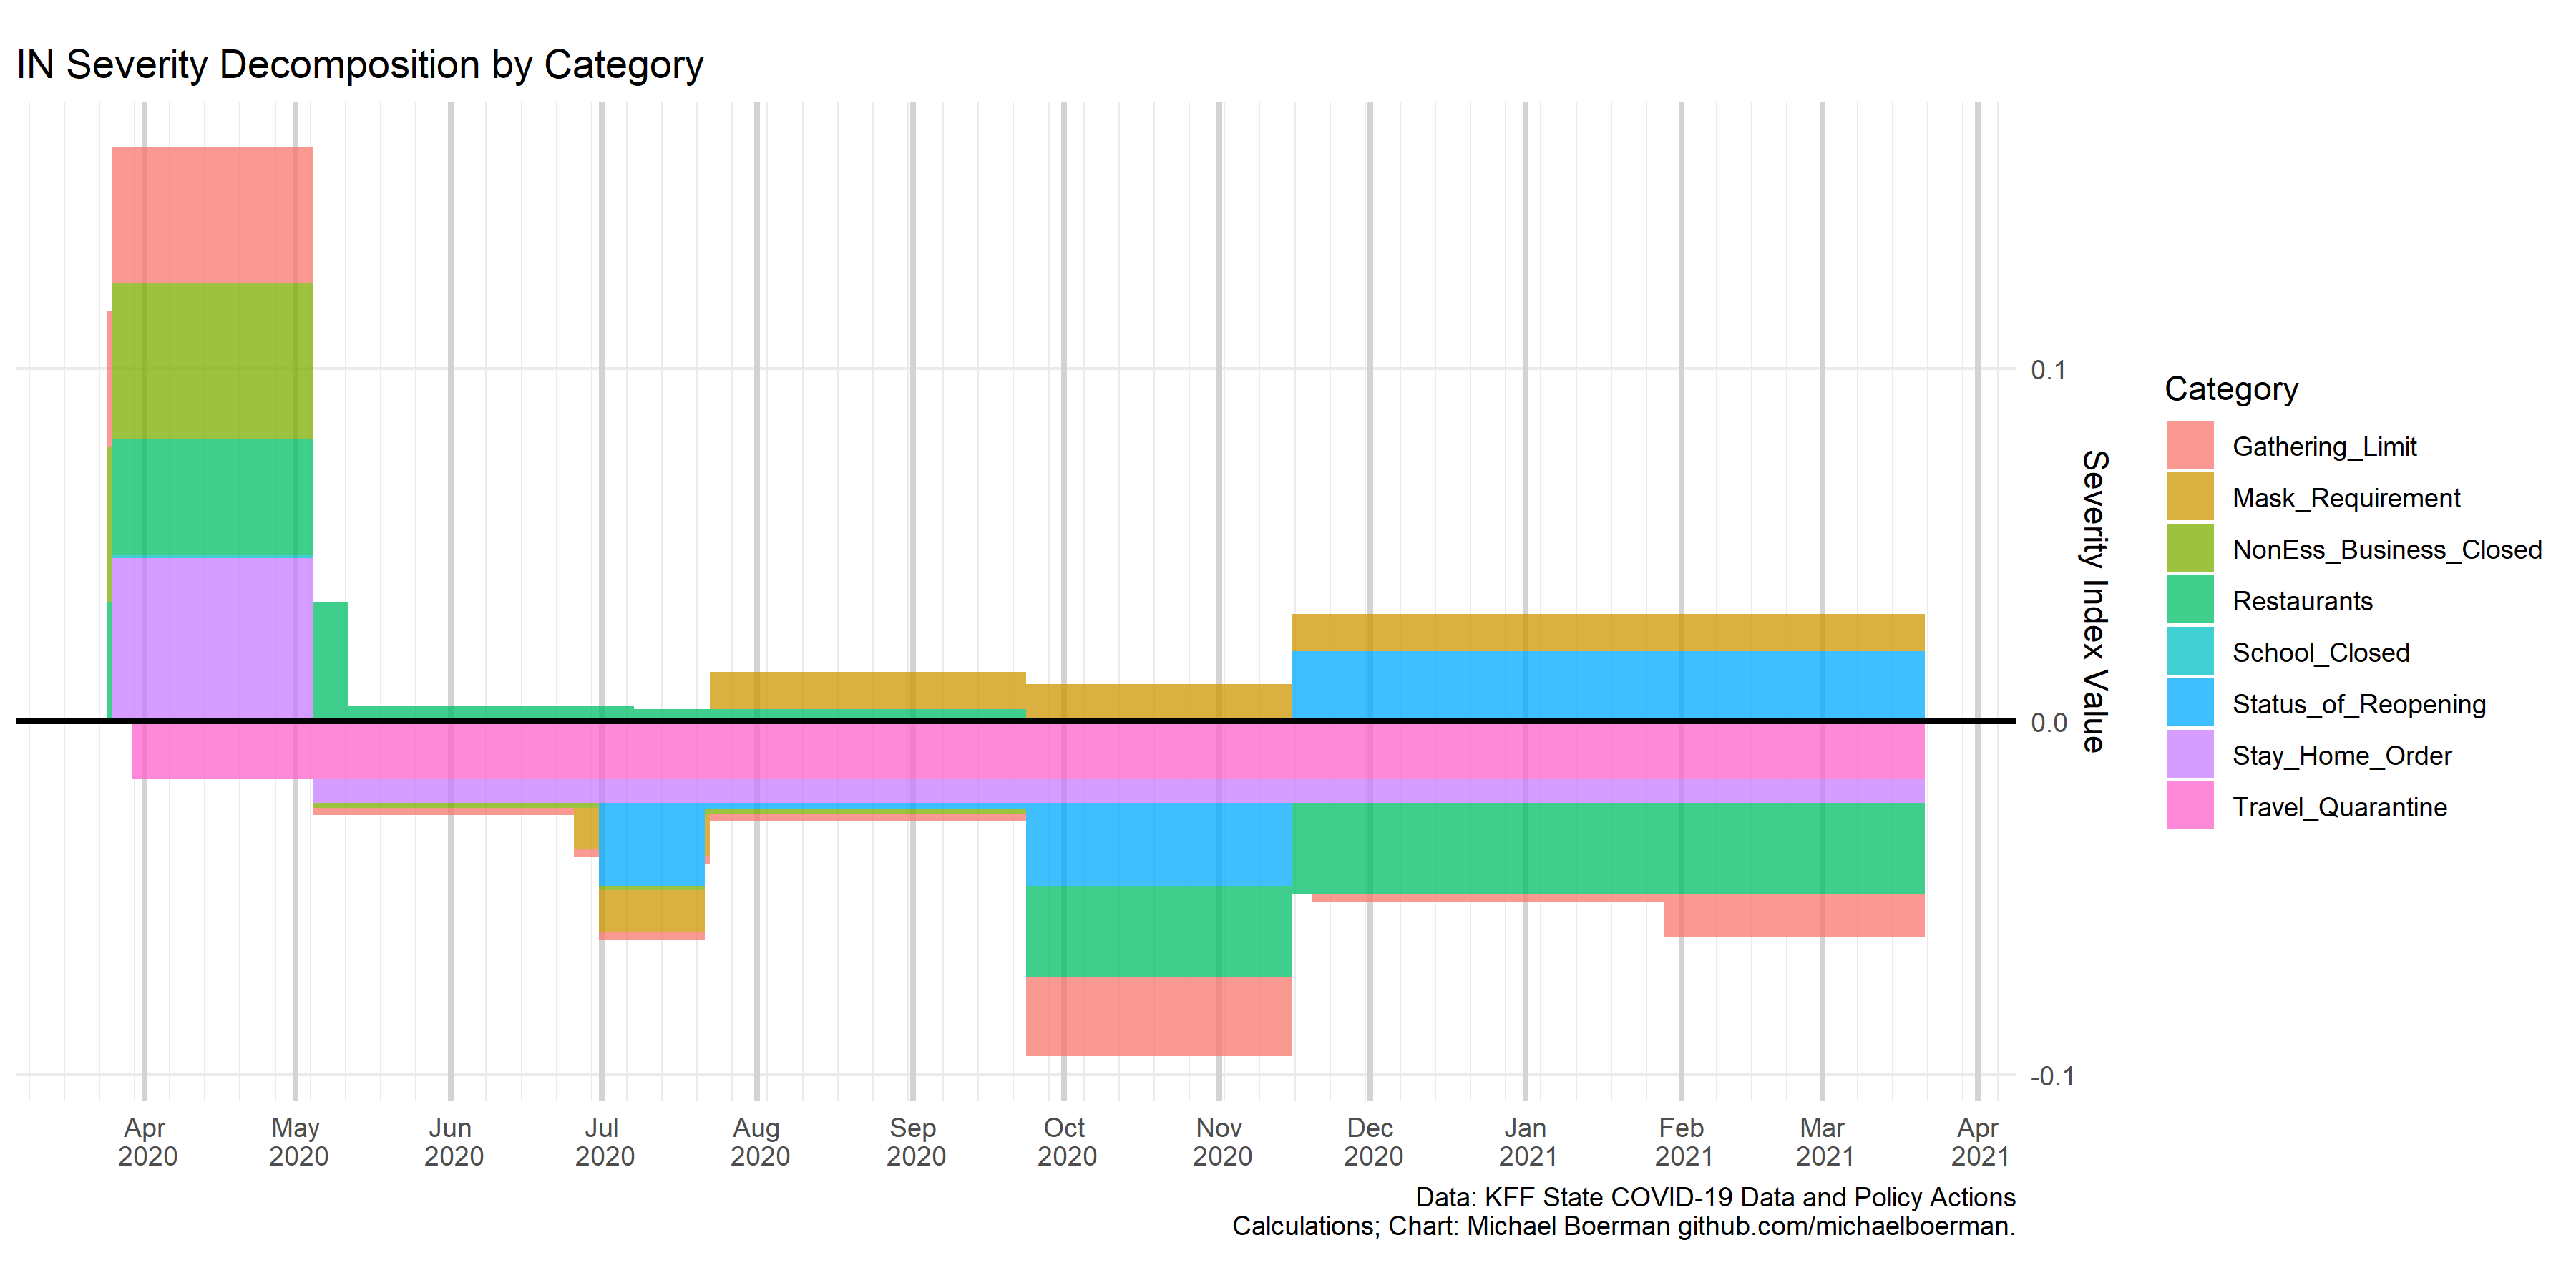 IN Severity Decomposition by Category
0.1
0.0
-0.1
Severity Index Value
Category
Gathering_Limit
Mask_Requirement
NonEss_Business_Closed
Restaurants
School_Closed
Status_of_Reopening
Stay_Home_Order
Travel_Quarantine
Apr May Jun Jul Aug Sep Oct Nov Dec Jan Feb Mar Apr
2020 2020 2020 2020 2020 2020 2020 2020 2020 2021 2021 2021 2021
Data: KFF State COVID-19 Data and Policy Actions
Calculations; Chart: Michael Boerman github.com/michaelboerman.